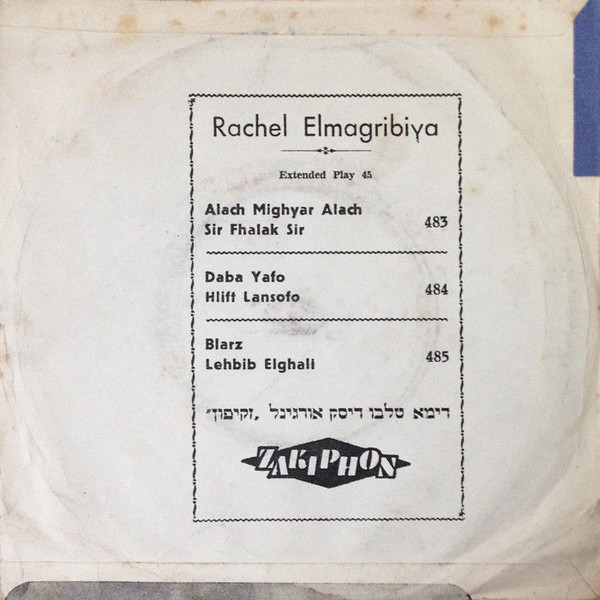 Rachel Elmagribiya
Extended Play 45
Alach Mighyar Alach
Sir Fhalak Sir
483
Daba Yafo
Hlift Lansofo
484
Blarz
Lehbib Elghali
485
דימא טלבו דיסק אורגינל ,זקיפון״
ZAKIPHON